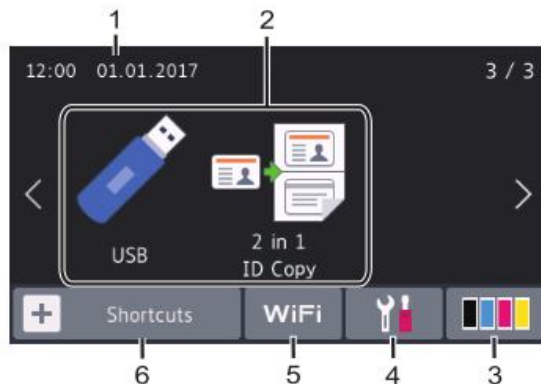 1
2
12:00 01.01.2017
3 / 3
<
>
USB
2 in 1
ID Copy
+
Shortcuts
WiFi
6
5
4
3